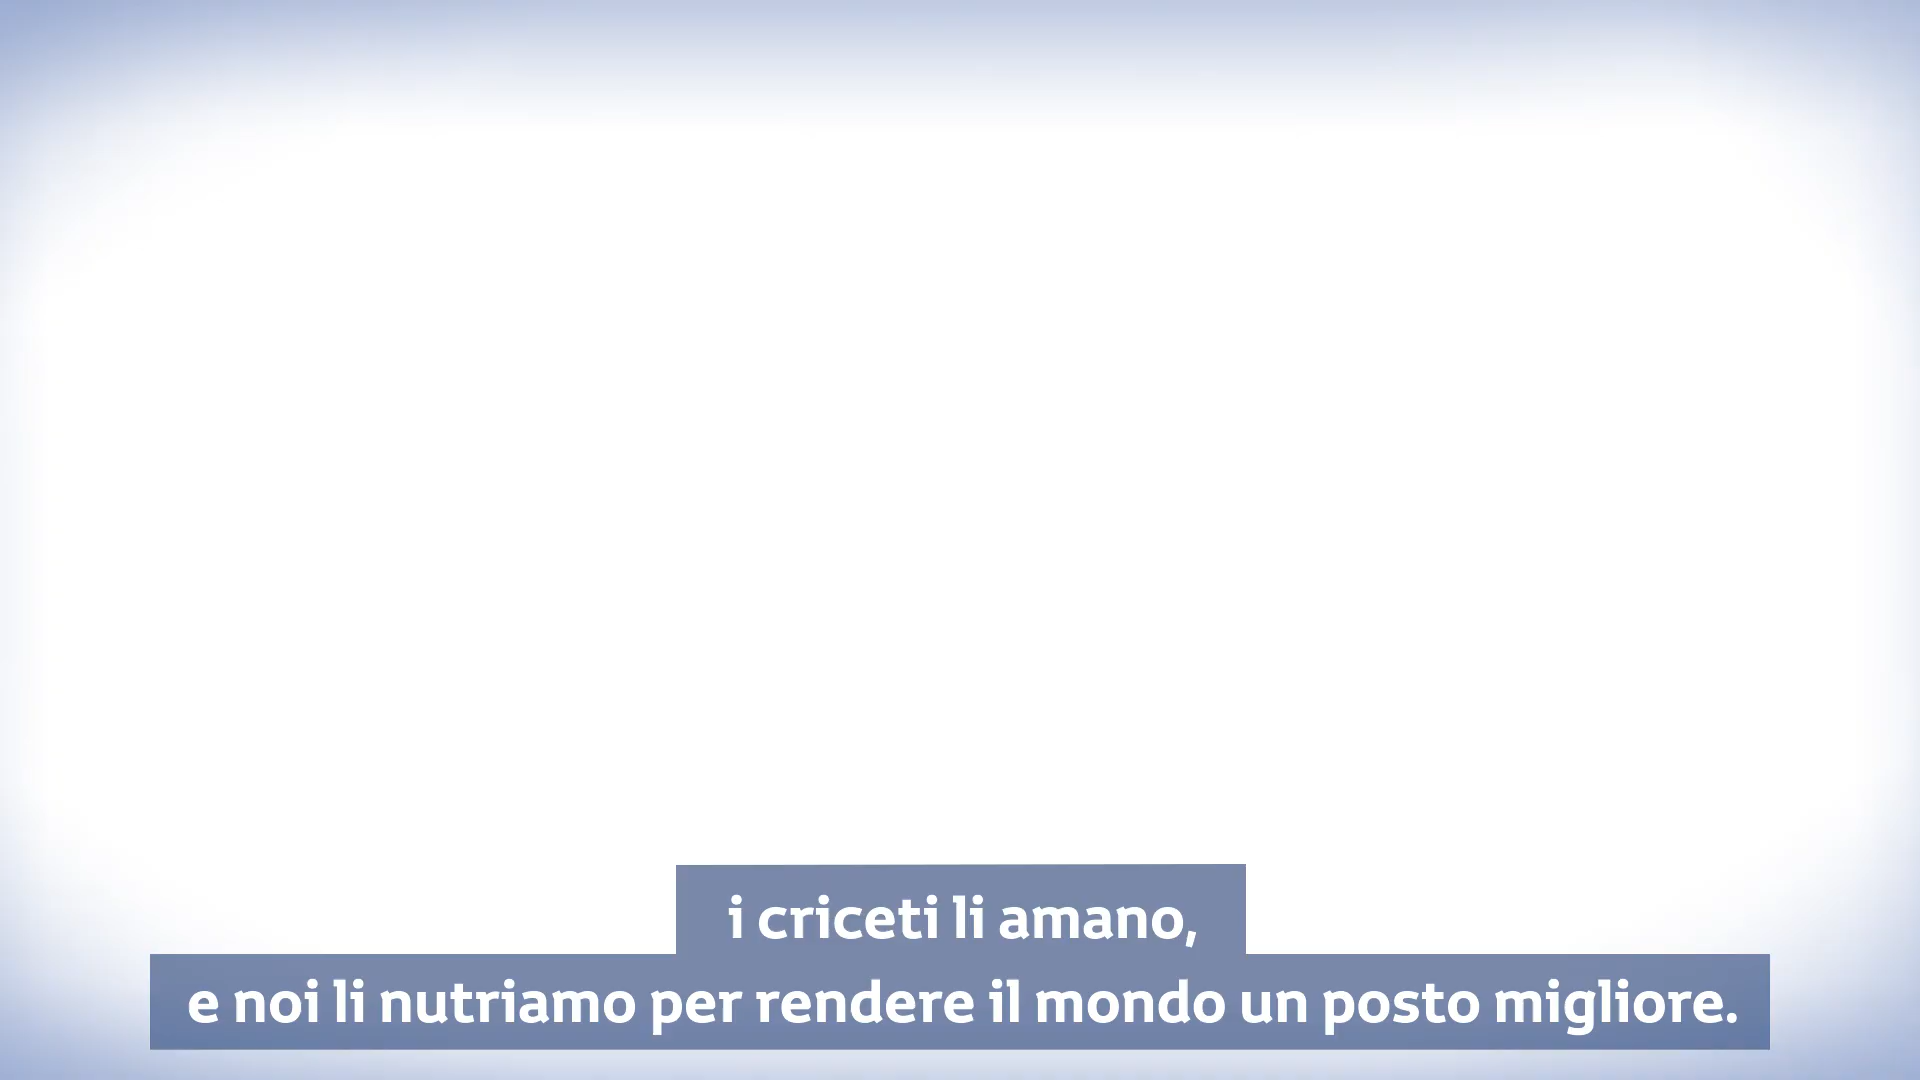 i criceti li amano,
e noi li nutriamo per rendere il mondo un posto migliore.